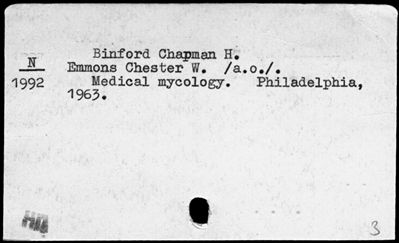 Binford Chapman H.
N
Emmons Chester W. /a.o./.
1992
Medical mycology. Philadelphia,
1963.
3